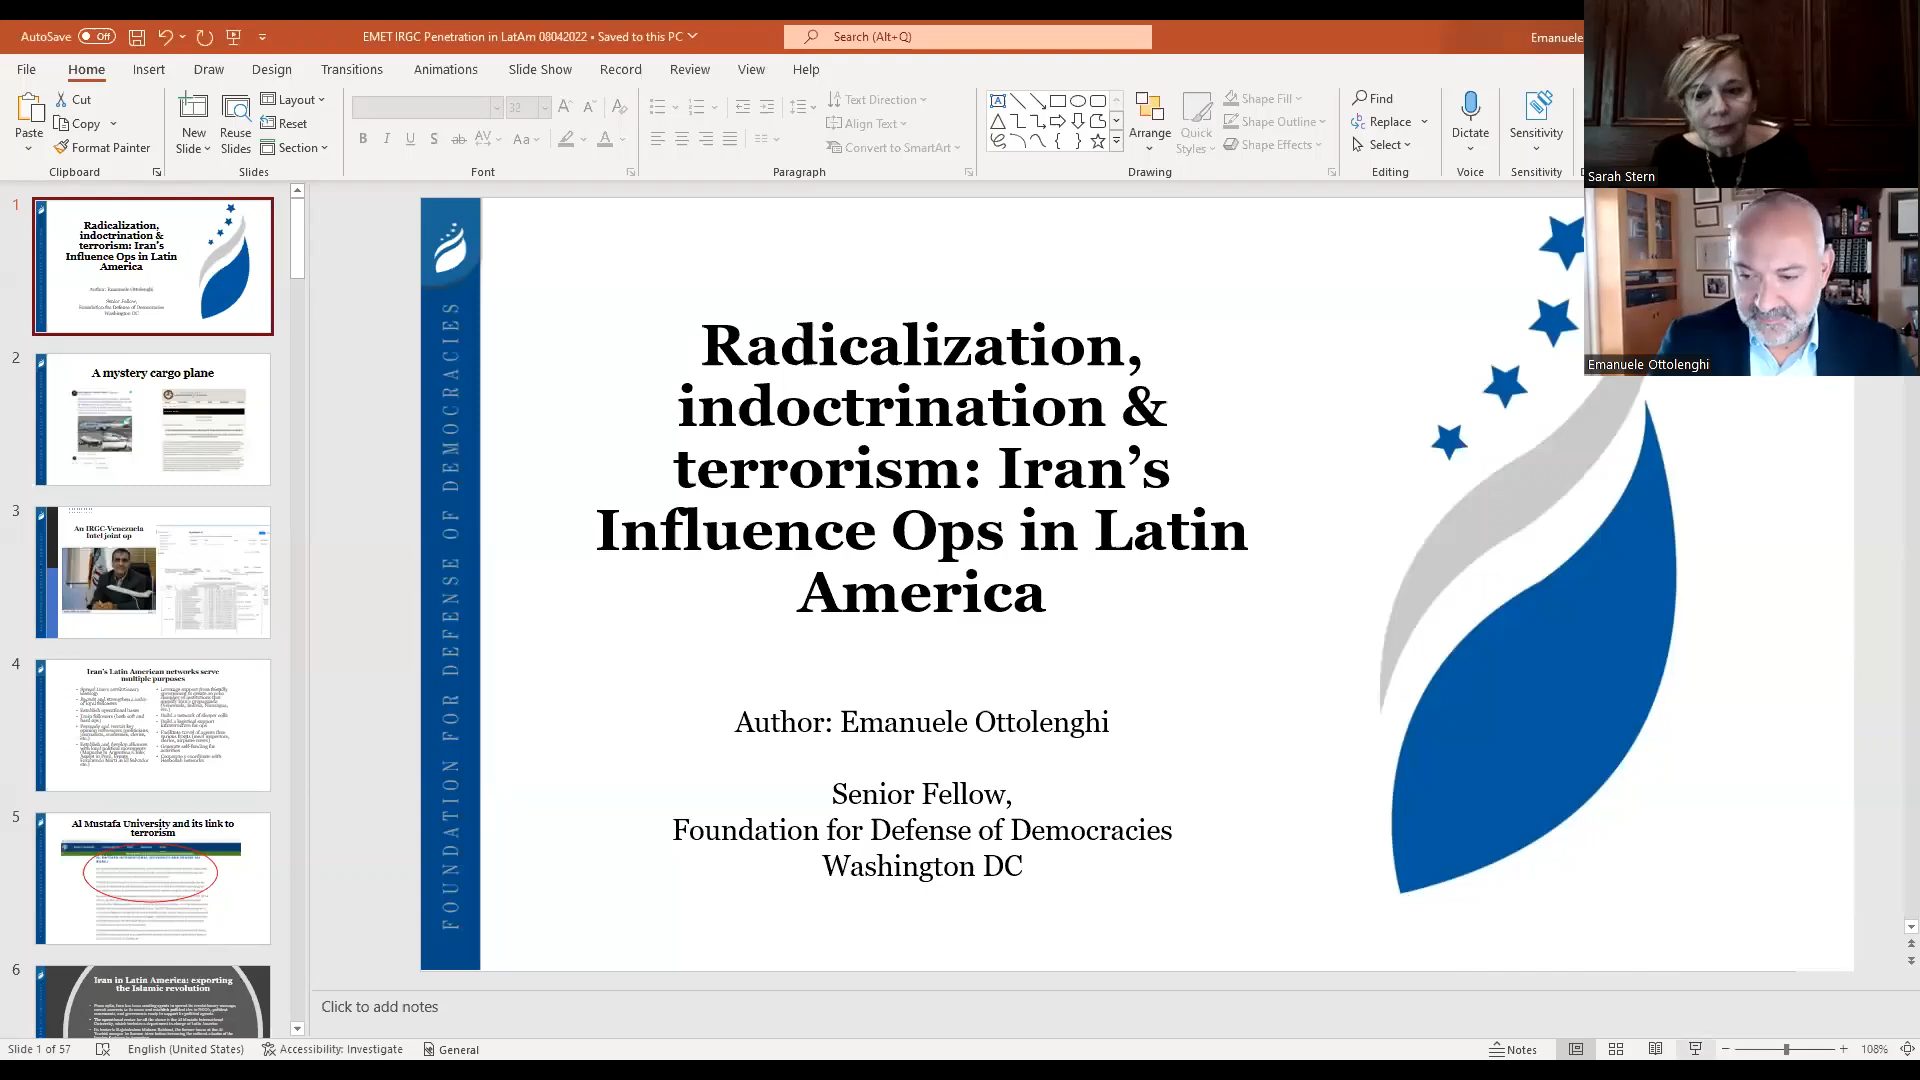 AutoSave Off
EMET IRGC Penetration in LatAm 08042022 • Saved to this PC
Search (Alt+Q)
Emanuele
File Home Insert Draw Design Transitions Animations Slide Show Record Review View Help
Paste
Cut
Copy
Format Painter
Clipboard
New Slide
Reuse Slides
Layout
Reset
Section
Slides
32
Font
Text Direction
Align Text
Convert to SmartArt
Paragraph
Arrange
Quick Styles
Shape Fill
Shape Outline
Shape Effects
Drawing
Find
Replace
Select
Editing
Dictate
Voice
Sensitivity
Sensitivity
Sarah Stern
Emanuele Ottolenghi
1
Radicalization,
indoctrination &
terrorism: Iran's
Influence Ops in Latin
America
Author: Emanuele Ottolenghi
Senior Fellow,
Foundation for Defense of Democracies
Washington DC
2
A mystery cargo plane
3
An IRGC-Venezuela
Intel joint op
4
Iran's Latin American networks serve
multiple purposes
5
Al Mustafa University and its link to
terrorism
6
Iran in Latin America: exporting
the Islamic revolution
FOUNDATION FOR DEFENSE OF DEMOCRACIES
Radicalization,
indoctrination &
terrorism: Iran’s
Influence Ops in Latin
America
Author: Emanuele Ottolenghi
Senior Fellow,
Foundation for Defense of Democracies
Washington DC
Click to add notes
Slide 1 of 57
English (United States)
Accessibility: Investigate
General
Notes
108%